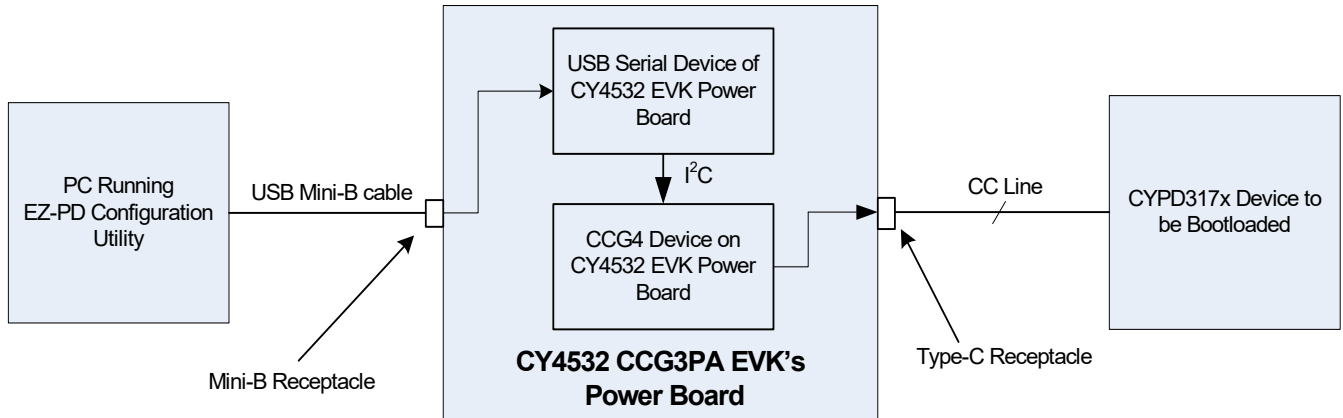 PC Running
EZ-PD Configuration
Utility
USB Mini-B cable
Mini-B Receptacle
USB Serial Device of
CY4532 EVK Power
Board
I²C
CCG4 Device on
CY4532 EVK Power
Board
CY4532 CCG3PA EVK's
Power Board
CC Line
Type-C Receptacle
CYPD317x Device to
be Bootloaded